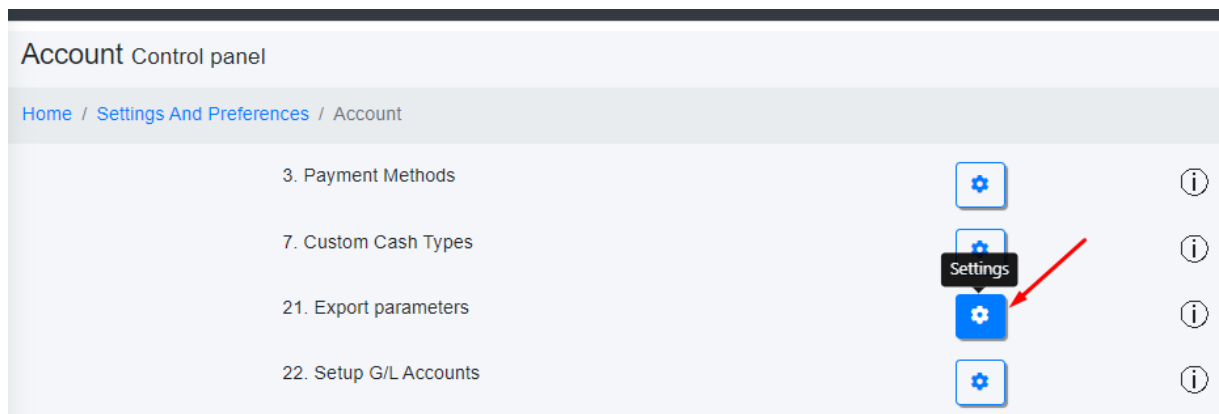 Account Control panel
Home / Settings And Preferences / Account
3. Payment Methods
7. Custom Cash Types
Settings
21. Export parameters
22. Setup G/L Accounts